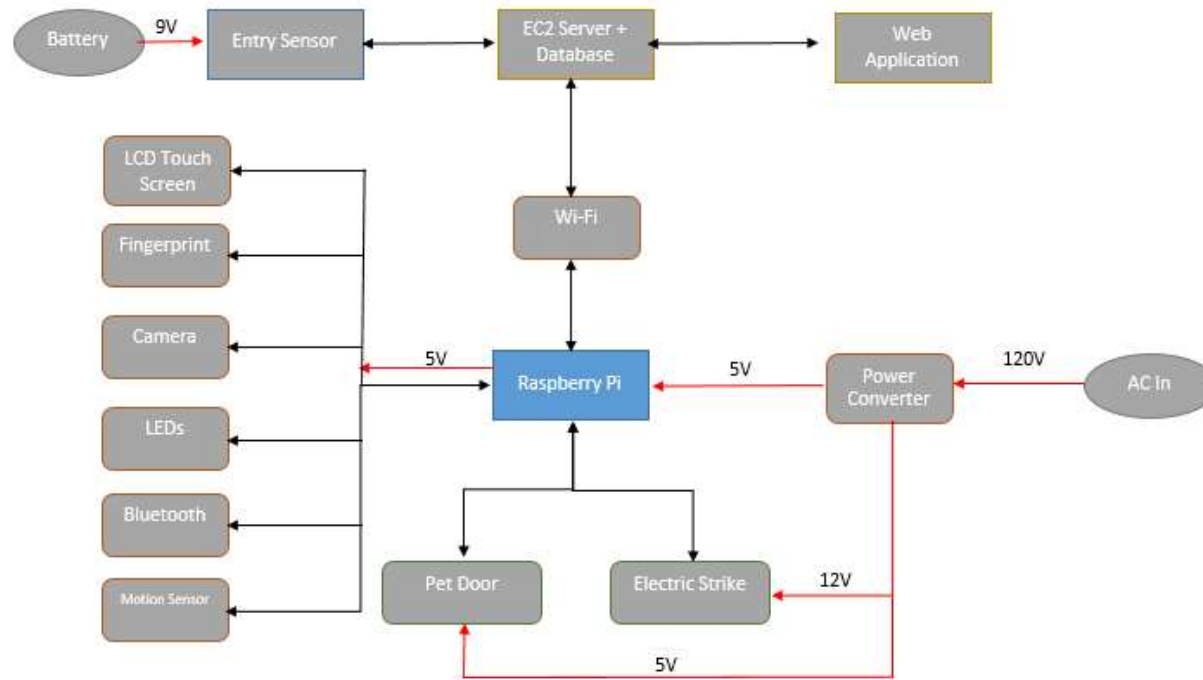 Battery
9V
Entry Sensor
EC2 Server +
Database
Web
Application
LCD Touch
Screen
Fingerprint
Wi-Fi
Camera
5V
Raspberry Pi
5V
Power
Converter
120V
AC In
LEDs
Bluetooth
Motion Sensor
Pet Door
Electric Strike
12V
5V